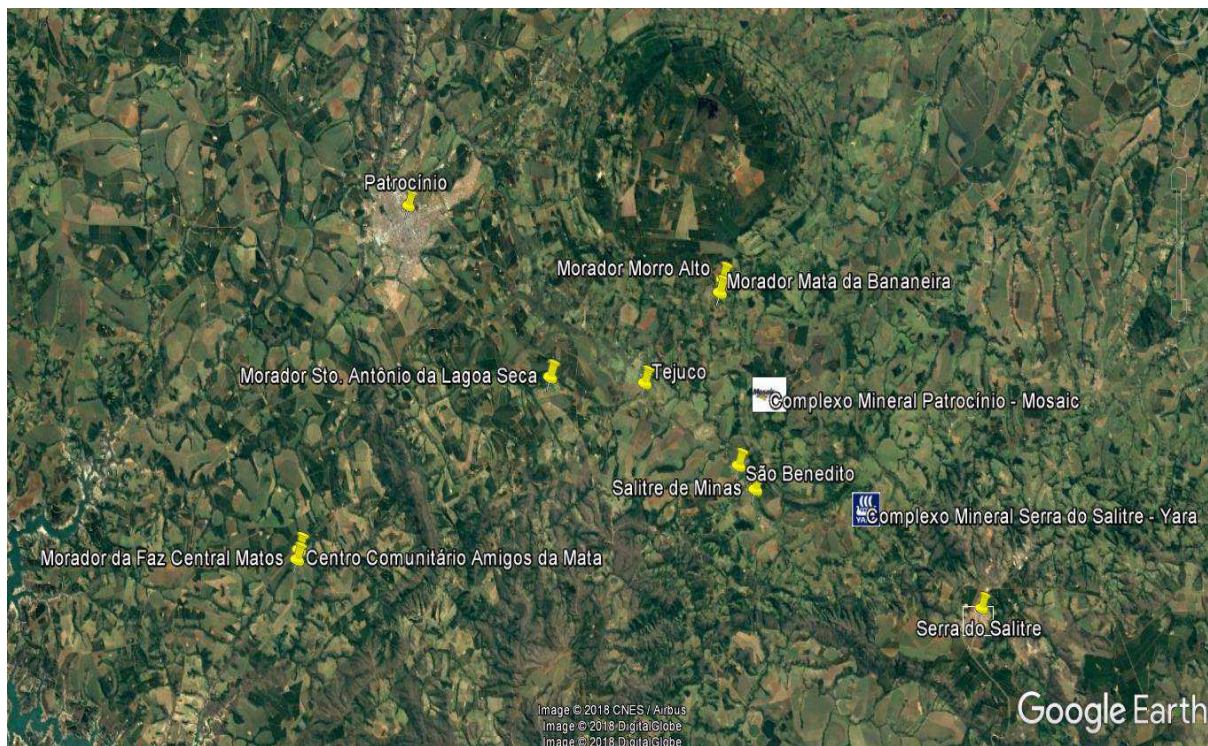 Patrocínio
Morador Morro Alto
Morador Mata da Bananeira
Morador Sto. Antônio da Lagoa Seca
Tejuco
Mosaic
Complexo Mineral Patrocínio - Mosaic
São Benedito
Salitre de Minas
YARA
Complexo Mineral Serra do Salitre - Yara
Morador da Faz Central Matos
Centro Comunitário Amigos da Mata
Serra do Salitre
Image © 2018 CNES / Airbus
Image © 2018 DigitalGlobe
Image © 2018 DigitalGlobe
Google Earth